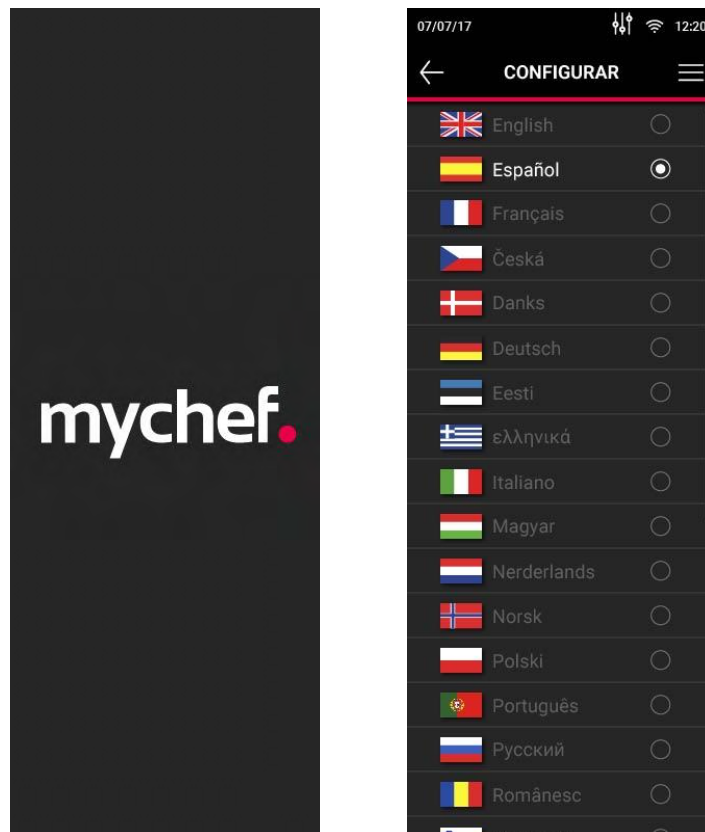 mychef.
07/07/17 12:20
CONFIGURAR
English
Español
Français
Česká
Danks
Deutsch
Eesti
ελληνικά
Italiano
Magyar
Nerderlands
Norsk
Polski
Português
Русский
Românesc